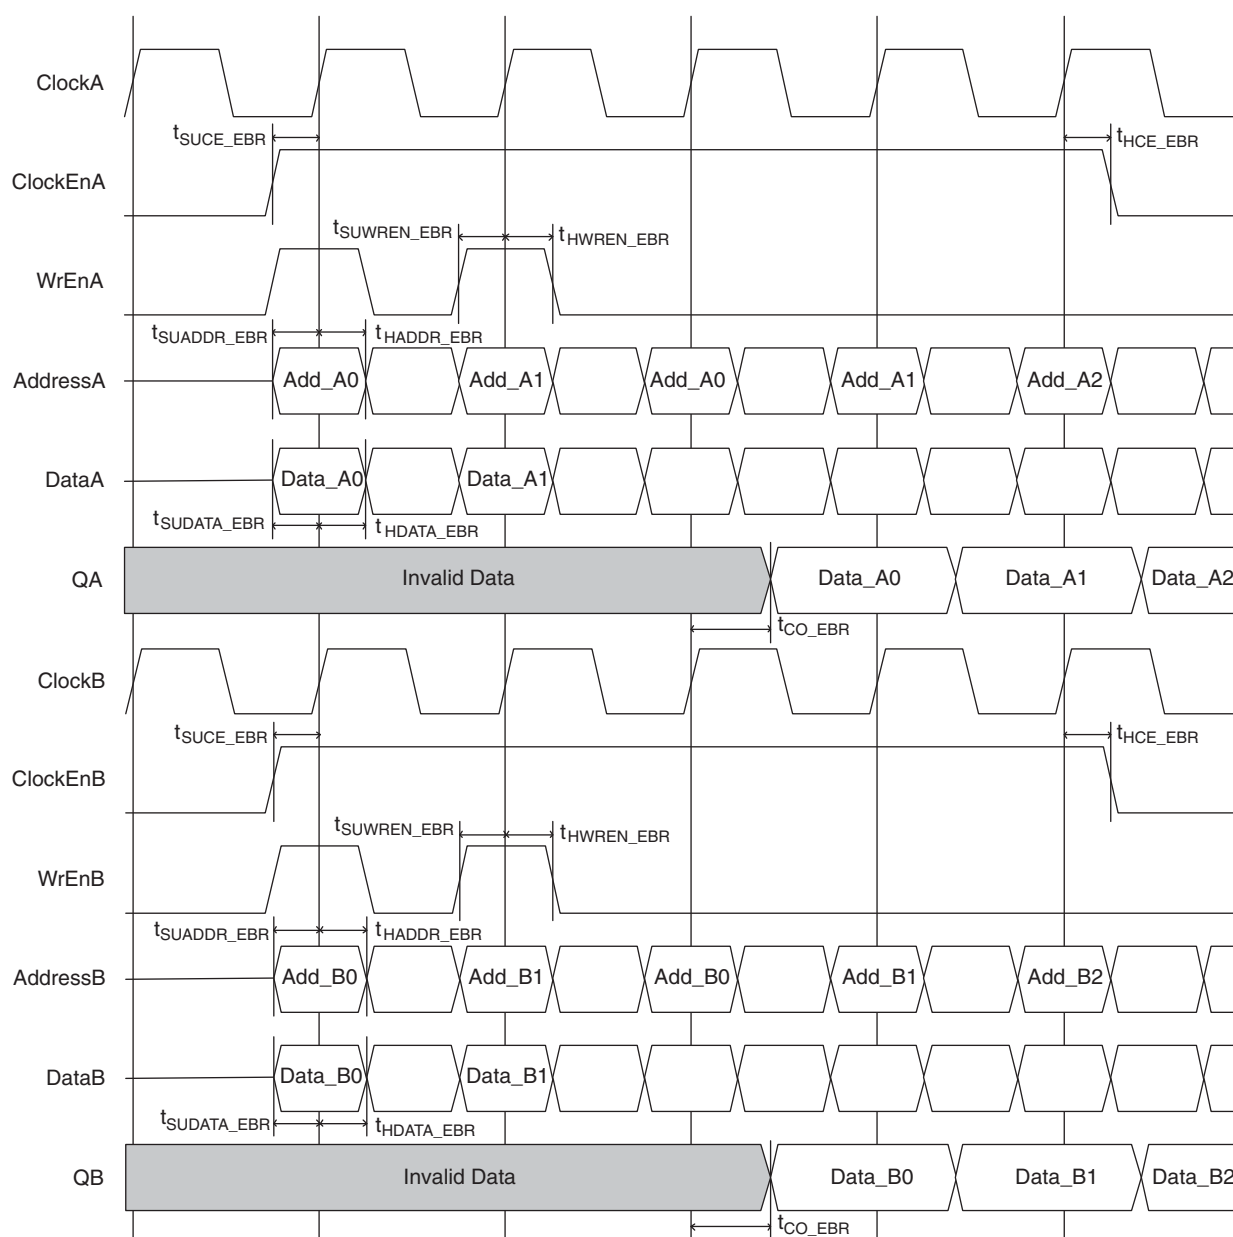 ClockA
tSUCE_EBR tHCE_EBR
ClockEnA
tSUWREN_EBR tHWREN_EBR
WrEnA
tSUADDR_EBR tHADDR_EBR
AddressA Add_A0 Add_A1 Add_A0 Add_A1 Add_A2
DataA Data_A0 Data_A1
tSUDATA_EBR tHDATA_EBR
QA Invalid Data Data_A0 Data_A1 Data_A2
tCO_EBR
ClockB
tSUCE_EBR tHCE_EBR
ClockEnB
tSUWREN_EBR tHWREN_EBR
WrEnB
tSUADDR_EBR tHADDR_EBR
AddressB Add_B0 Add_B1 Add_B0 Add_B1 Add_B2
DataB Data_B0 Data_B1
tSUDATA_EBR tHDATA_EBR
QB Invalid Data Data_B0 Data_B1 Data_B2
tCO_EBR